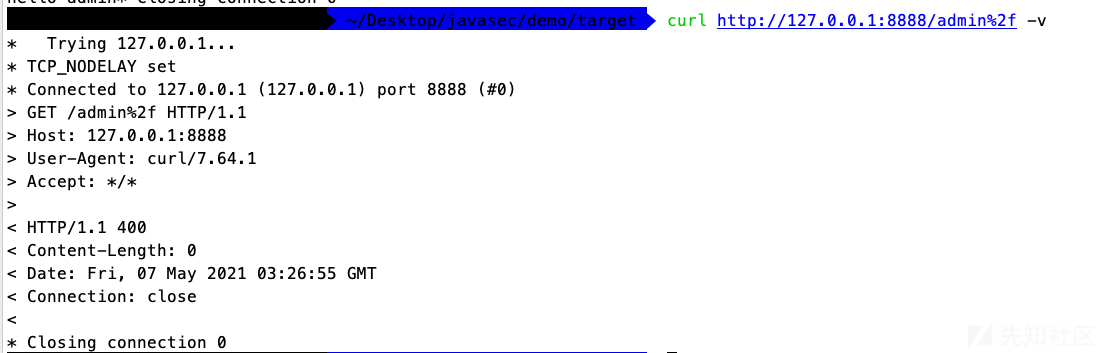 hello admin* Closing connection 0
~/Desktop/javasec/demo/target curl http://127.0.0.1:8888/admin%2f -v
* Trying 127.0.0.1...
* TCP_NODELAY set
* Connected to 127.0.0.1 (127.0.0.1) port 8888 (#0)
> GET /admin%2f HTTP/1.1
> Host: 127.0.0.1:8888
> User-Agent: curl/7.64.1
> Accept: */*
>
< HTTP/1.1 400
< Content-Length: 0
< Date: Fri, 07 May 2021 03:26:55 GMT
< Connection: close
<
* Closing connection 0
先知社区